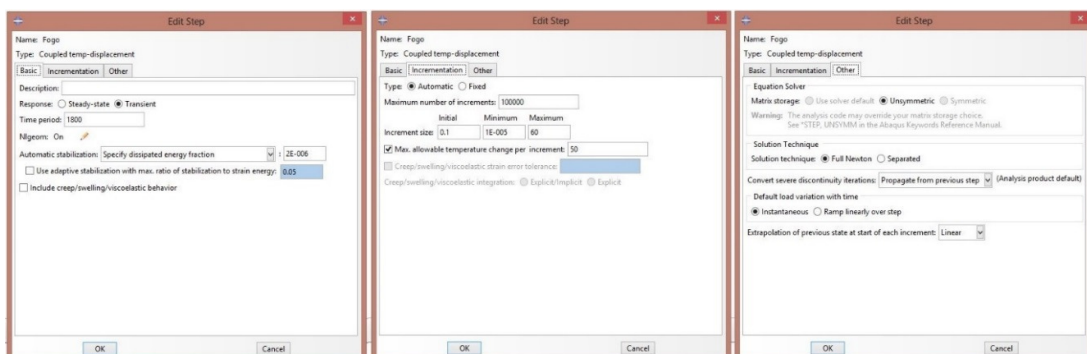 Edit Step
Name: Fogo
Type: Coupled temp-displacement
Basic Incrementation Other
Description:
Response: Steady-state Transient
Time period: 1800
Nlgeom: On
Automatic stabilization: Specify dissipated energy fraction : 2E-006
Use adaptive stabilization with max. ratio of stabilization to strain energy: 0.05
Include creep/swelling/viscoelastic behavior
OK Cancel
Edit Step
Name: Fogo
Type: Coupled temp-displacement
Basic Incrementation Other
Type: Automatic Fixed
Maximum number of increments: 100000
Initial Minimum Maximum
Increment size: 0.1 1E-005 60
Max. allowable temperature change per increment: 50
Creep/swelling/viscoelastic strain error tolerance:
Creep/swelling/viscoelastic integration: Explicit/Implicit Explicit
OK Cancel
Edit Step
Name: Fogo
Type: Coupled temp-displacement
Basic Incrementation Other
Equation Solver
Matrix storage: Use solver default Unsymmetric Symmetric
Warning: The analysis code may override your matrix storage choice.
See *STEP, UNSYMM in the Abaqus Keywords Reference Manual.
Solution Technique
Solution technique: Full Newton Separated
Convert severe discontinuity iterations: Propagate from previous step (Analysis product default)
Default load variation with time
Instantaneous Ramp linearly over step
Extrapolation of previous state at start of each increment: Linear
OK Cancel